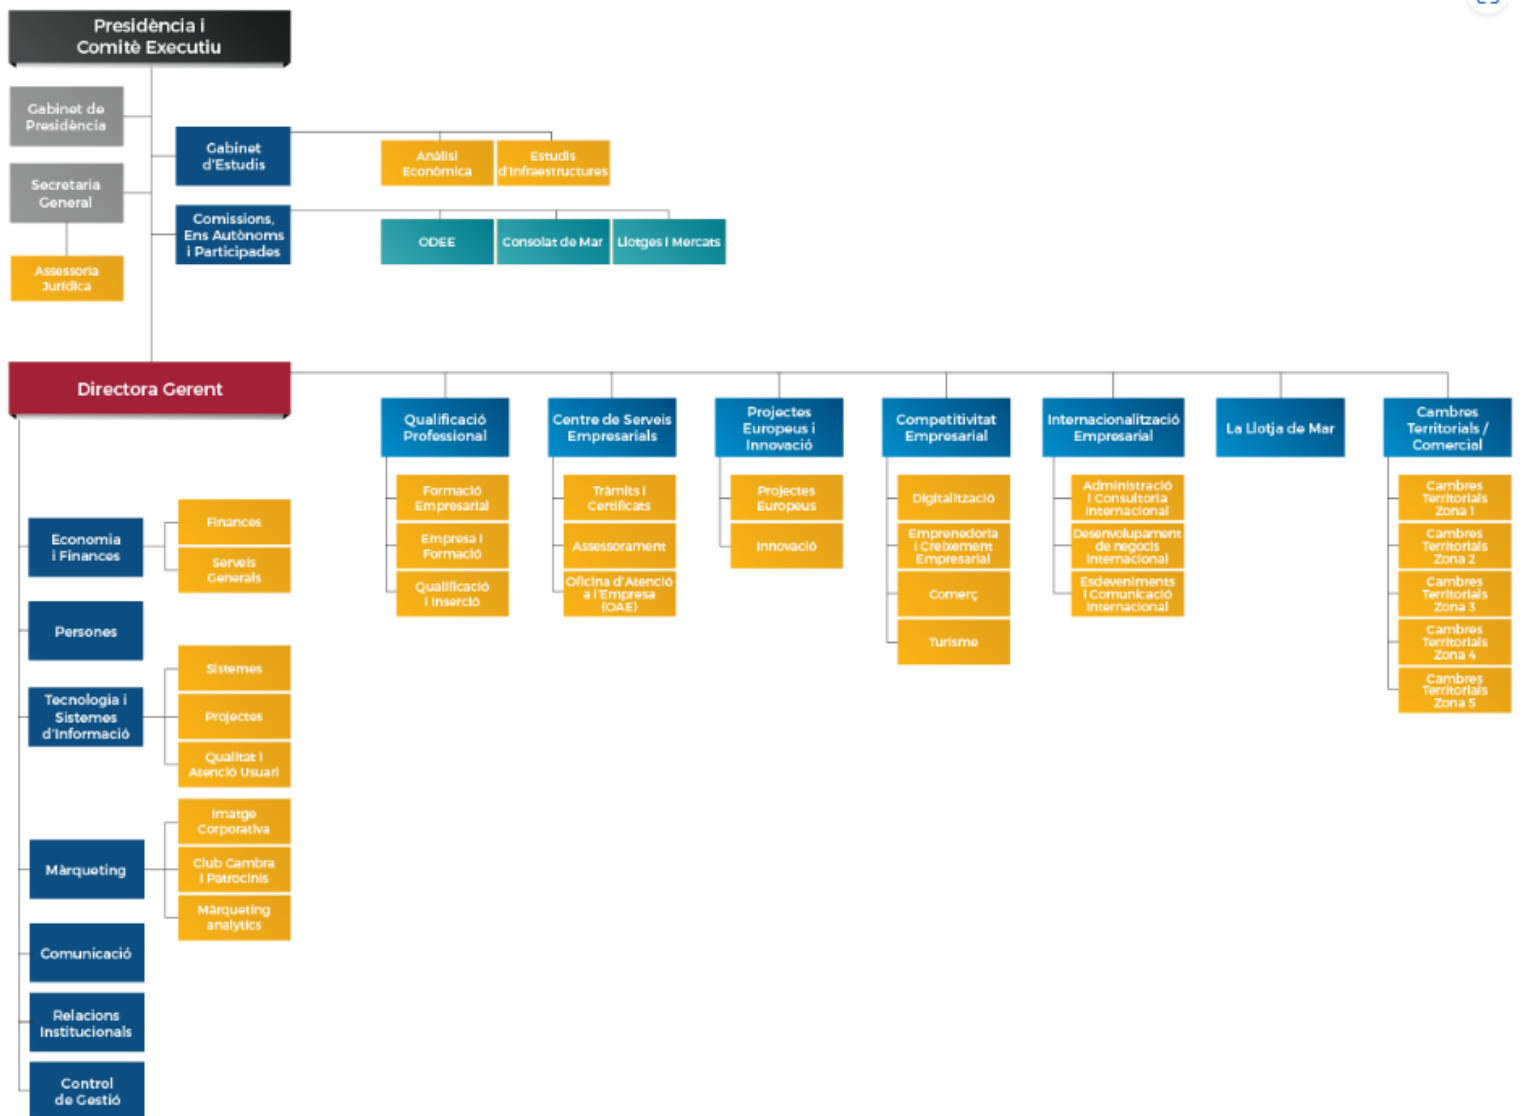 Presidència i
Comitè Executiu
Gabinet de
Presidència
Secretaria
General
Assessoria
Jurídica
Gabinet
d'Estudis
Anàlisi
Econòmica
Estudis
d'Infraestructures
Comissions,
Ens Autònoms
i Participades
ODEE
Consolat de Mar
Llotges i Mercats
Directora Gerent
Economia
i Finances
Finances
Serveis
Generals
Persones
Tecnologia i
Sistemes
d'Informació
Sistemes
Projectes
Qualitat i
Atenció Usuari
Màrqueting
Imatge
Corporativa
Club Cambra
i Patrocinis
Màrqueting
analytics
Comunicació
Relacions
Institucionals
Control
de Gestió
Qualificació
Professional
Formació
Empresarial
Empresa i
Formació
Qualificació
i Inserció
Centre de Serveis
Empresarials
Tràmits i
Certificats
Assessorament
Oficina d'Atenció
a l'Empresa
(OAE)
Projectes
Europeus i
Innovació
Projectes
Europeus
Innovació
Competitivitat
Empresarial
Digitalització
Emprenedoria
i Creixement
Empresarial
Comerç
Turisme
Internacionalització
Empresarial
Administració
i Consultoria
Internacional
Desenvolupament
de negocis
Internacional
Esdeveniments
i Comunicació
Internacional
La Llotja de Mar
Cambres
Territorials /
Comercial
Cambres
Territorials
Zona 1
Cambres
Territorials
Zona 2
Cambres
Territorials
Zona 3
Cambres
Territorials
Zona 4
Cambres
Territorials
Zona 5